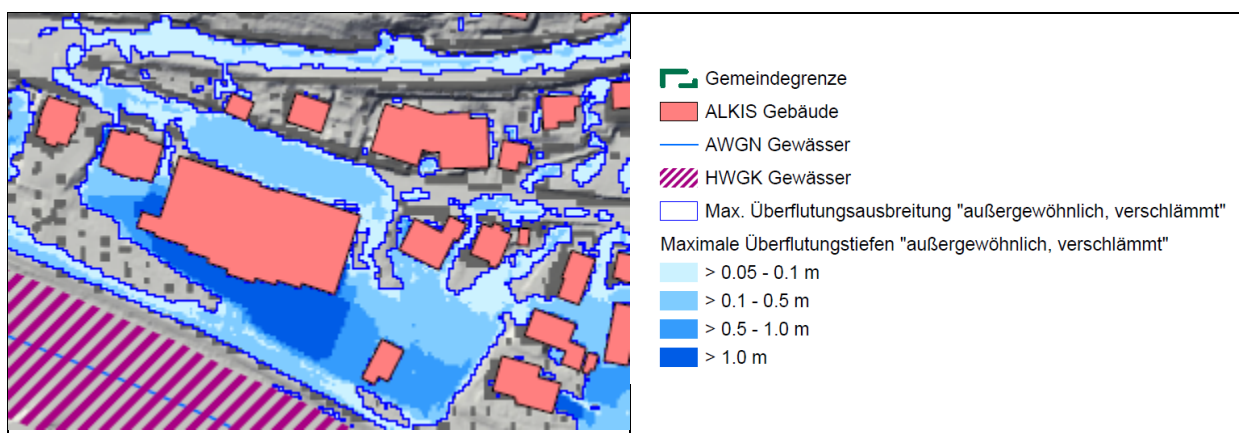 Gemeindegrenze
ALKIS Gebäude
AWGN Gewässer
HWGK Gewässer
Max. Überflutungsausbreitung "außergewöhnlich, verschlämmt"
Maximale Überflutungstiefen "außergewöhnlich, verschlämmt"
> 0.05 - 0.1 m
> 0.1 - 0.5 m
> 0.5 - 1.0 m
> 1.0 m